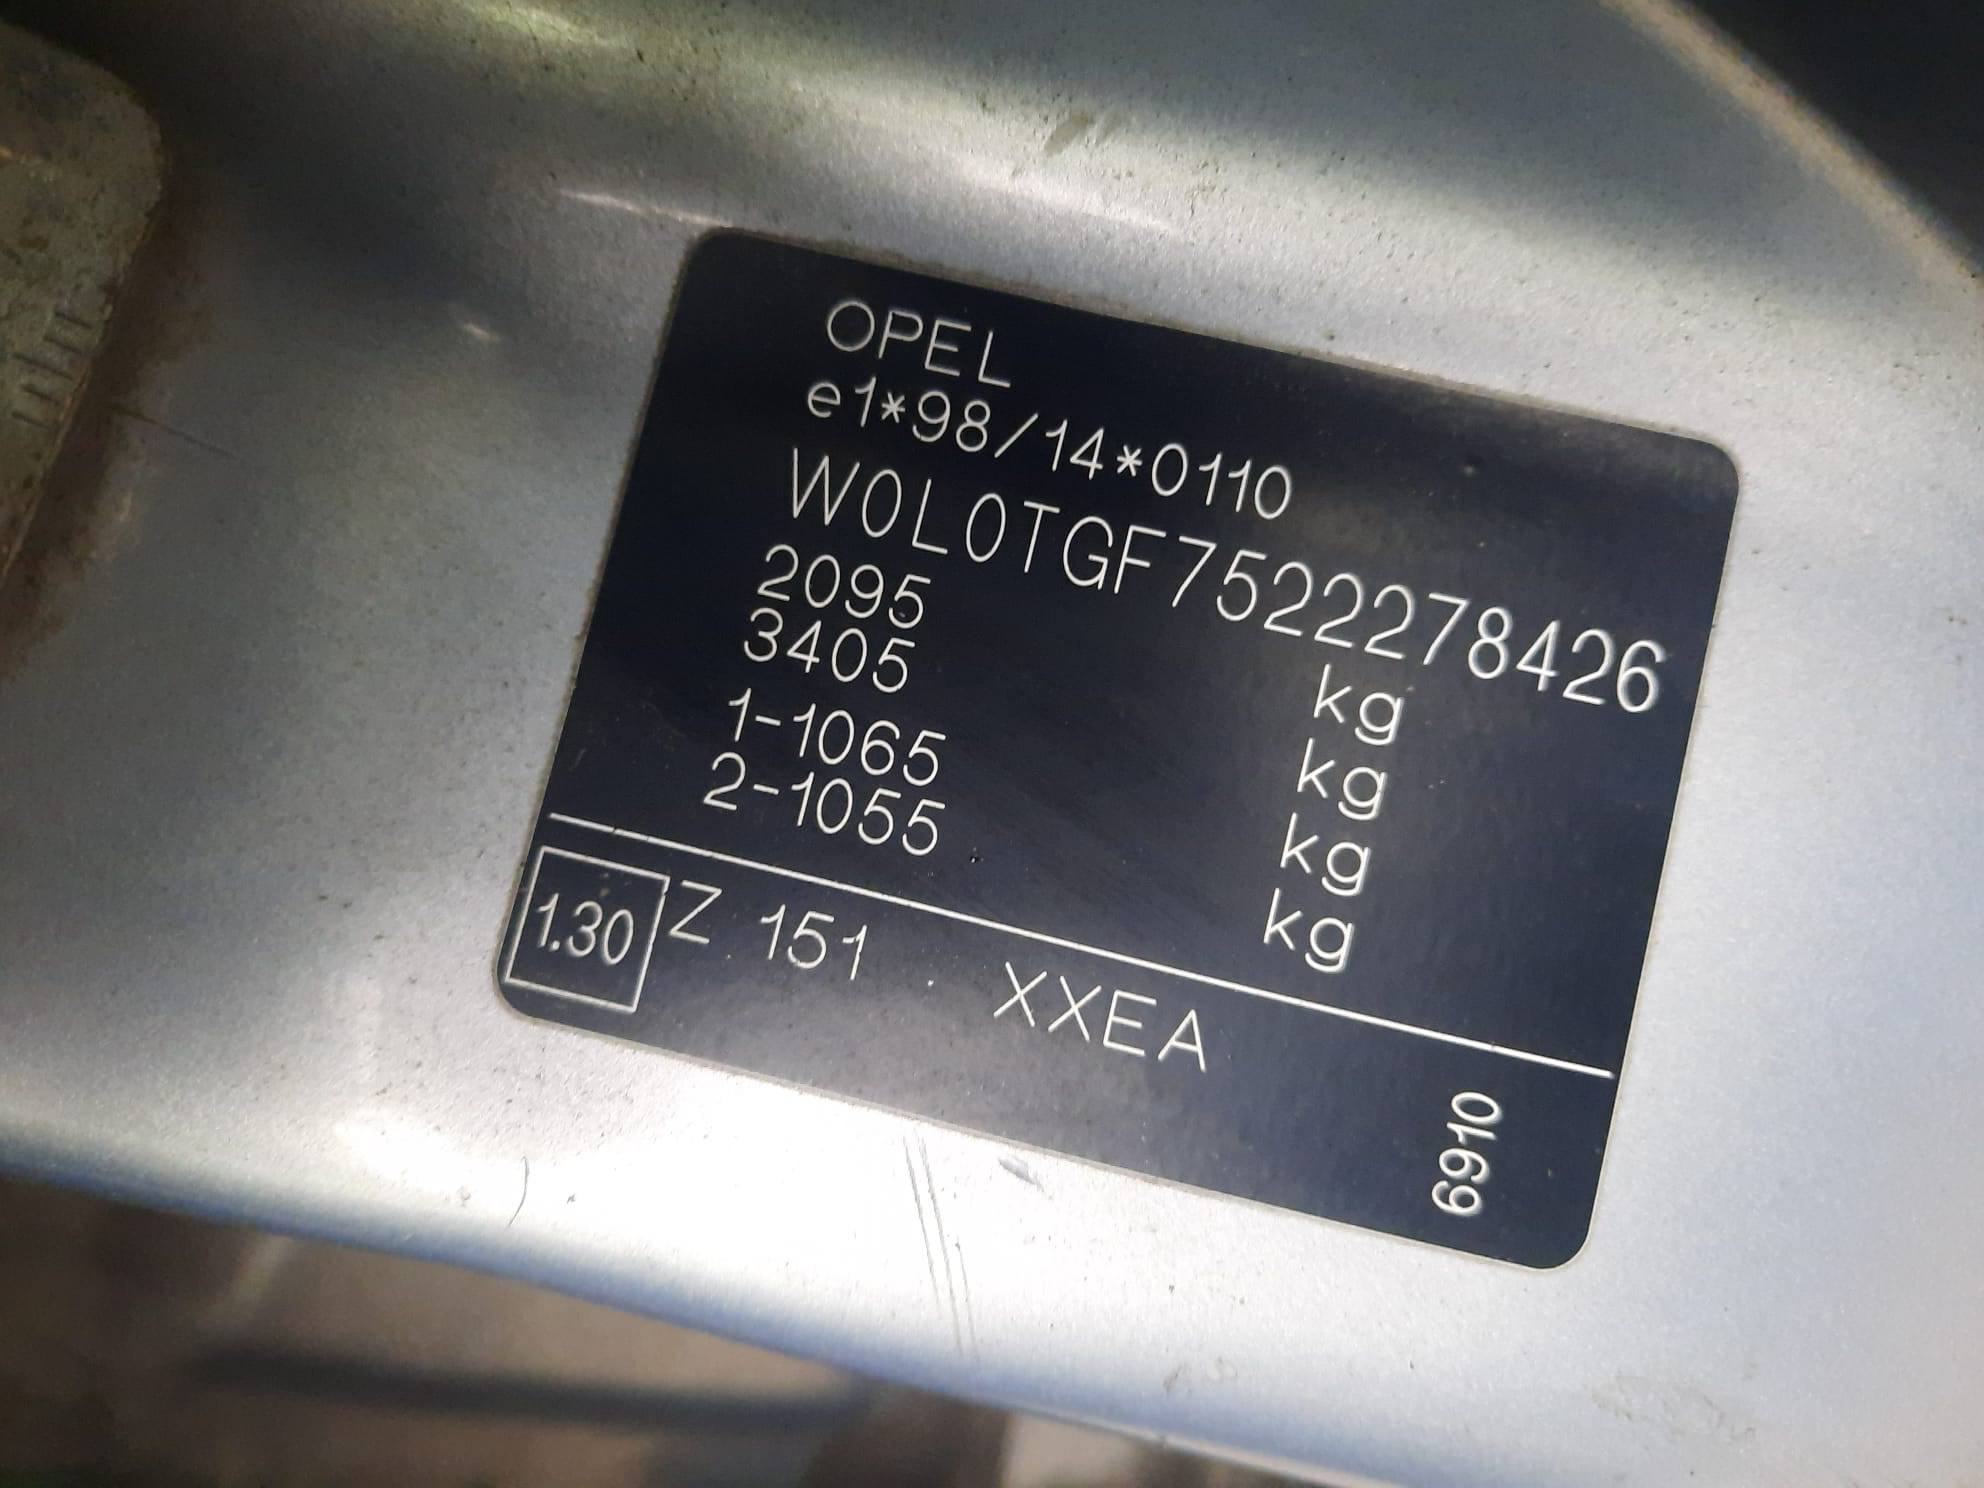 OPEL
e1*98/14*0110
W0L0TGF7522278426
2095 kg
3405 kg
1-1065 kg
2-1055 kg
1.30 Z 151 XXEA
6910